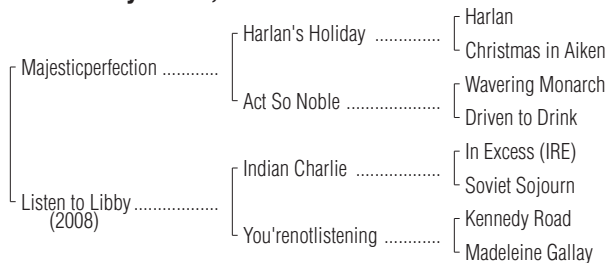 Harlan
Harlan's Holiday ...............
Christmas in Aiken
Majesticperfection ............
Wavering Monarch
Act So Noble ....................
Driven to Drink
In Excess (IRE)
Indian Charlie ..................
Soviet Sojourn
Listen to Libby ..................
(2008)
Kennedy Road
You'renotlistening ............
Madeleine Gallay